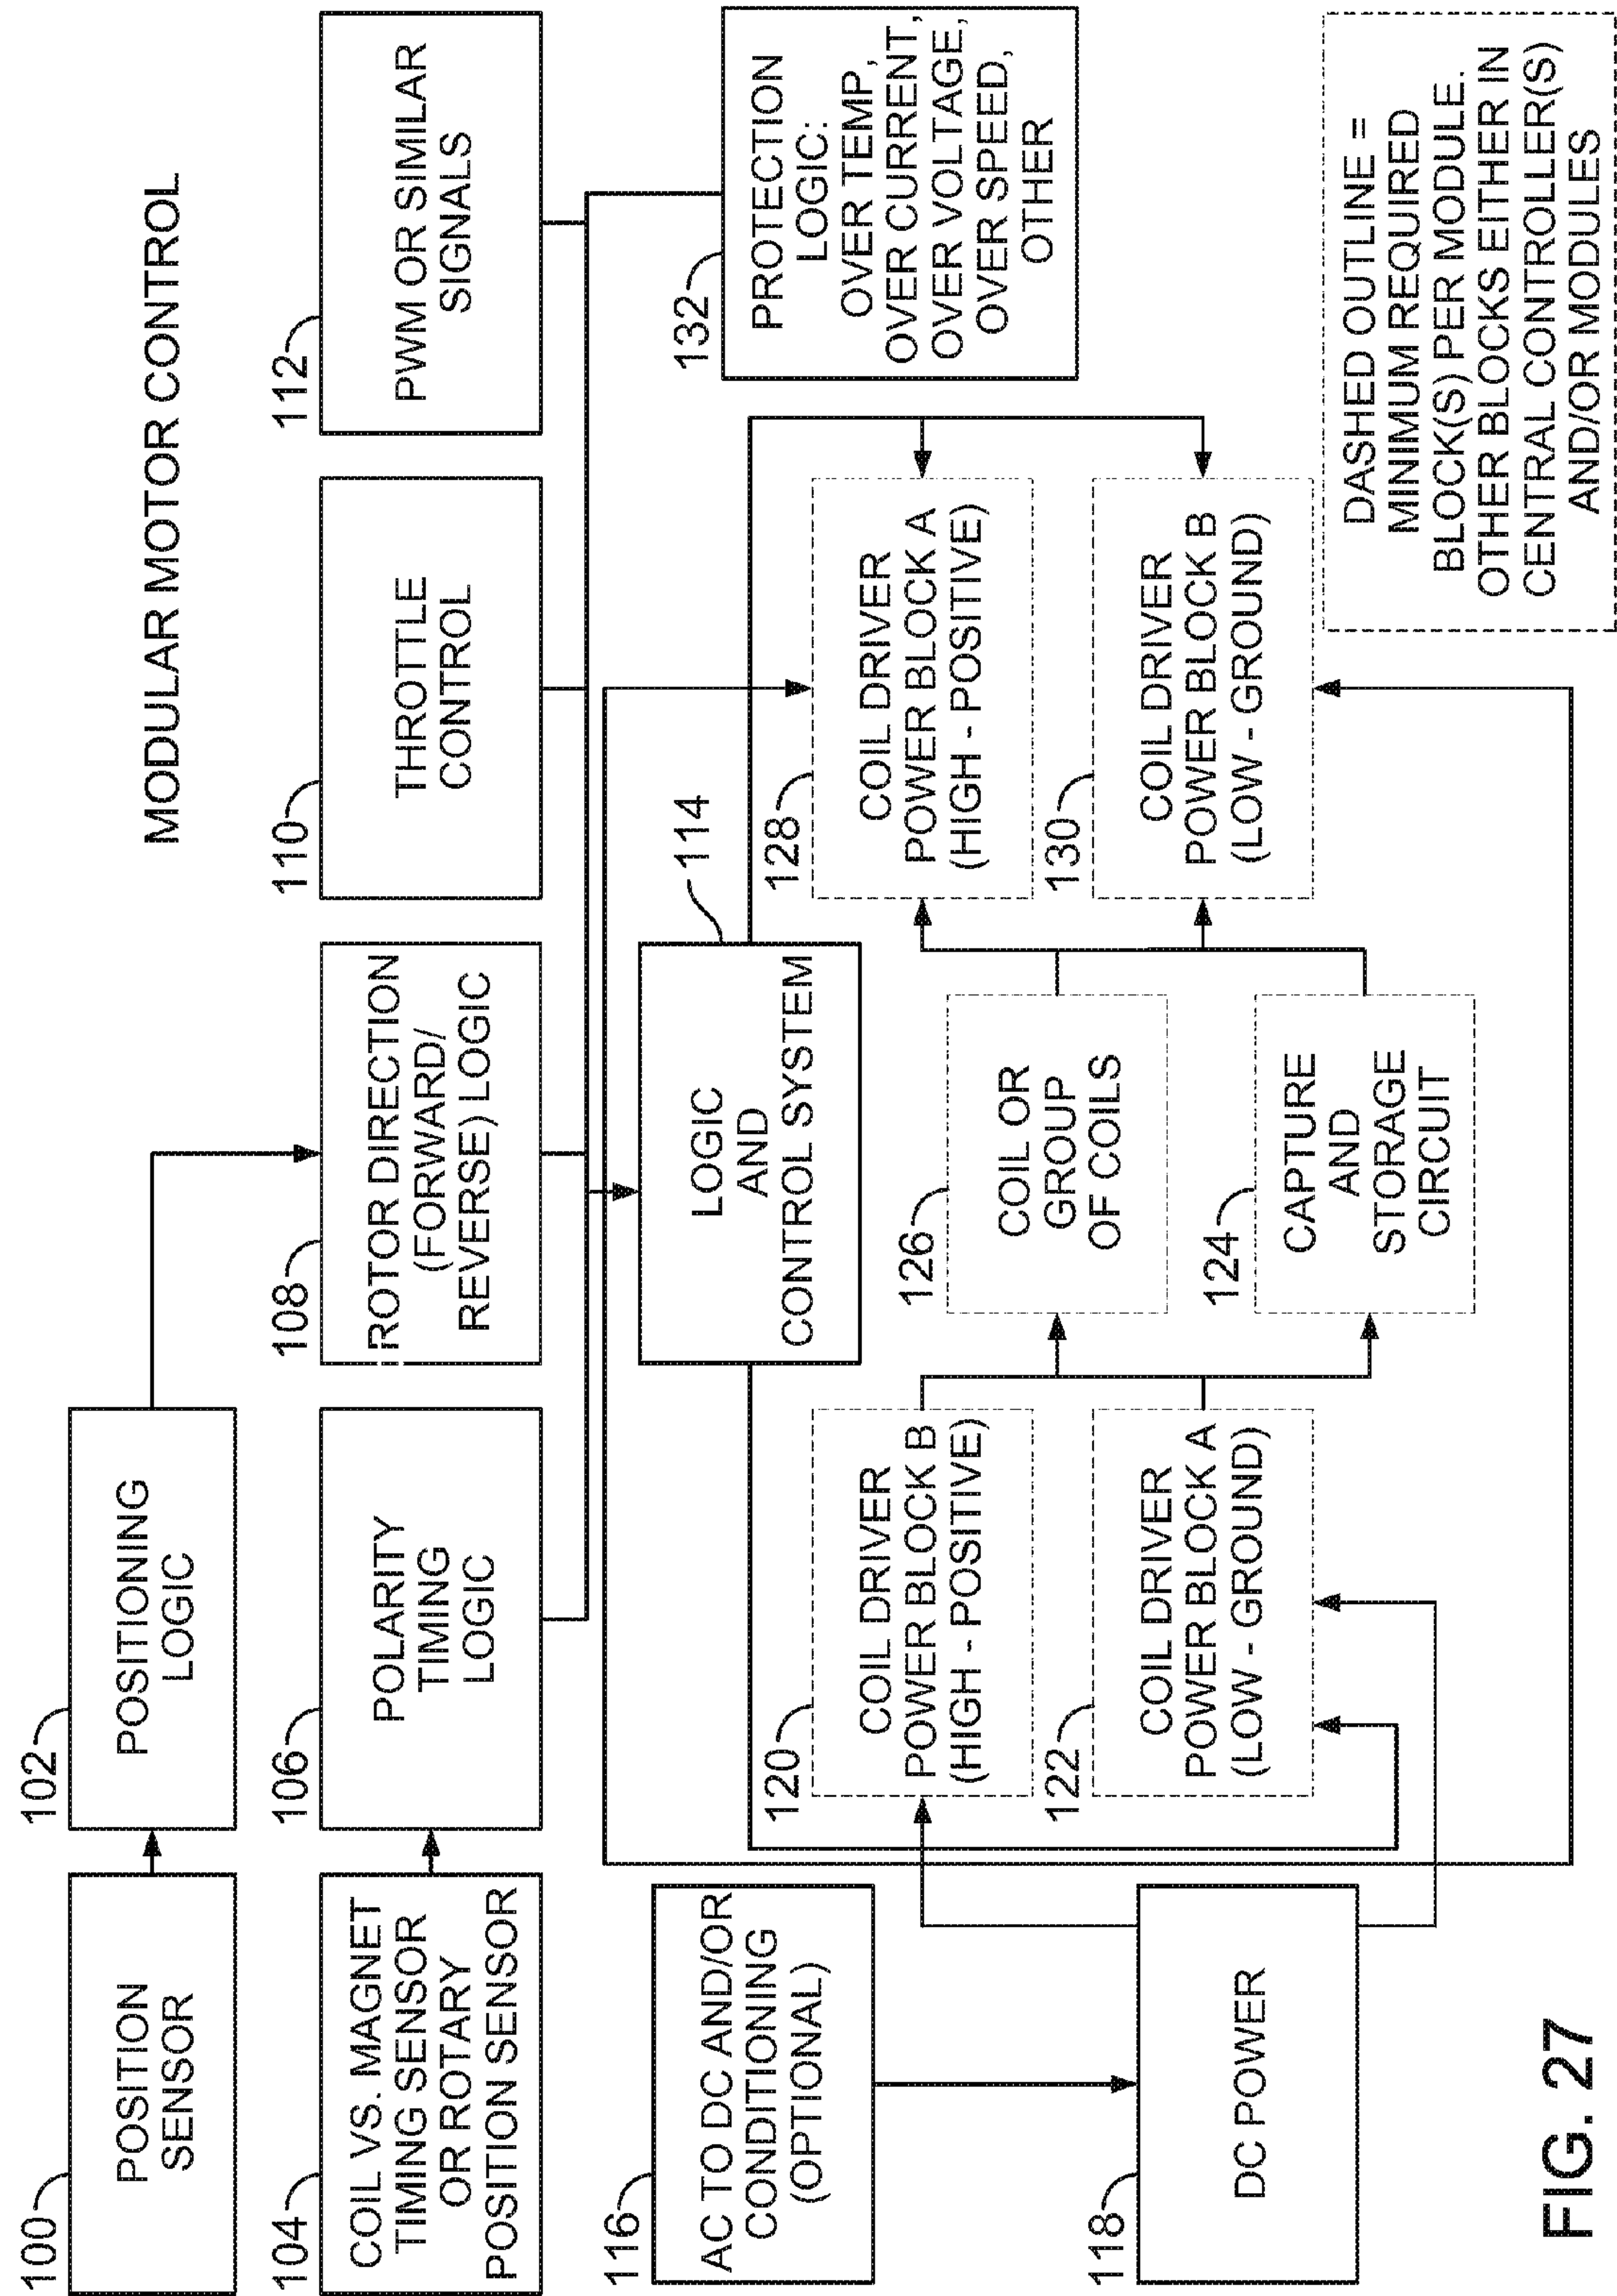 MODULAR MOTOR CONTROL
100
POSITION
SENSOR
102
POSITIONING
LOGIC
104
COIL VS. MAGNET
TIMING SENSOR
OR ROTARY
POSITION SENSOR
106
POLARITY
TIMING
LOGIC
108
ROTOR DIRECTION
(FORWARD/
REVERSE) LOGIC
110
THROTTLE
CONTROL
112
PWM OR SIMILAR
SIGNALS
116
AC TO DC AND/OR
CONDITIONING
(OPTIONAL)
114
LOGIC
AND
CONTROL SYSTEM
132
PROTECTION
LOGIC:
OVER TEMP,
OVER CURRENT,
OVER VOLTAGE,
OVER SPEED,
OTHER
120
COIL DRIVER
POWER BLOCK B
(HIGH - POSITIVE)
126
COIL OR
GROUP
OF COILS
128
COIL DRIVER
POWER BLOCK A
(HIGH - POSITIVE)
118
DC POWER
122
COIL DRIVER
POWER BLOCK A
(LOW - GROUND)
124
CAPTURE
AND
STORAGE
CIRCUIT
130
COIL DRIVER
POWER BLOCK B
(LOW - GROUND)
DASHED OUTLINE =
MINIMUM REQUIRED
BLOCK(S) PER MODULE.
OTHER BLOCKS EITHER IN
CENTRAL CONTROLLER(S)
AND/OR MODULES
FIG. 27